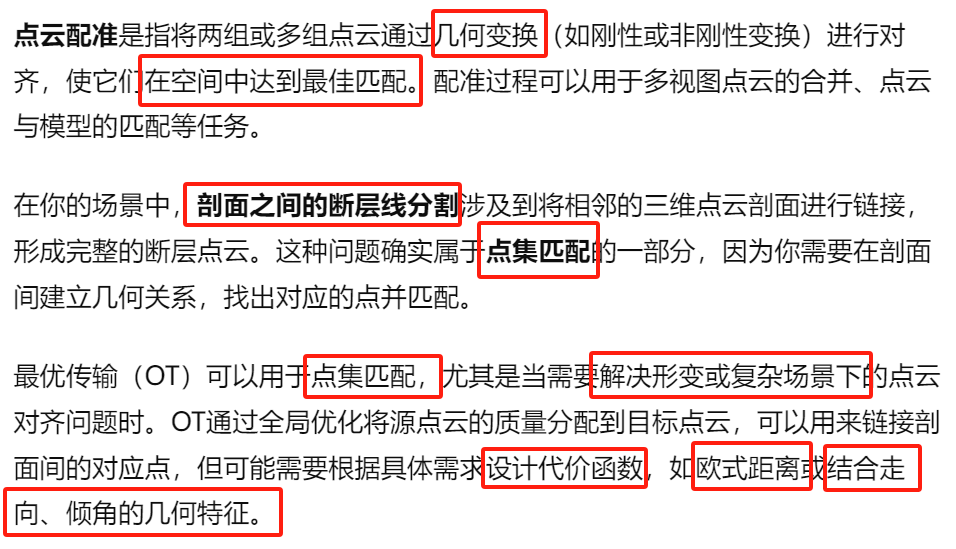 点云配准是指将两组或多组点云通过几何变换（如刚性或非刚性变换）进行对
齐，使它们在空间中达到最佳匹配。配准过程可以用于多视图点云的合并、点云
与模型的匹配等任务。
在你的场景中，剖面之间的断层线分割涉及到将相邻的三维点云剖面进行链接，
形成完整的断层点云。这种问题确实属于点集匹配的一部分，因为你需要在剖面
间建立几何关系，找出对应的点并匹配。
最优传输（OT）可以用于点集匹配，尤其是当需要解决形变或复杂场景下的点云
对齐问题时。OT通过全局优化将源点云的质量分配到目标点云，可以用来链接剖
面间的对应点，但可能需要根据具体需求设计代价函数，如欧式距离或结合走
向、倾角的几何特征。